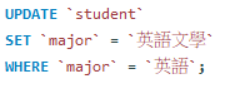 UPDATE `student`
SET `major` = `英語文學`
WHERE `major` = `英語`;